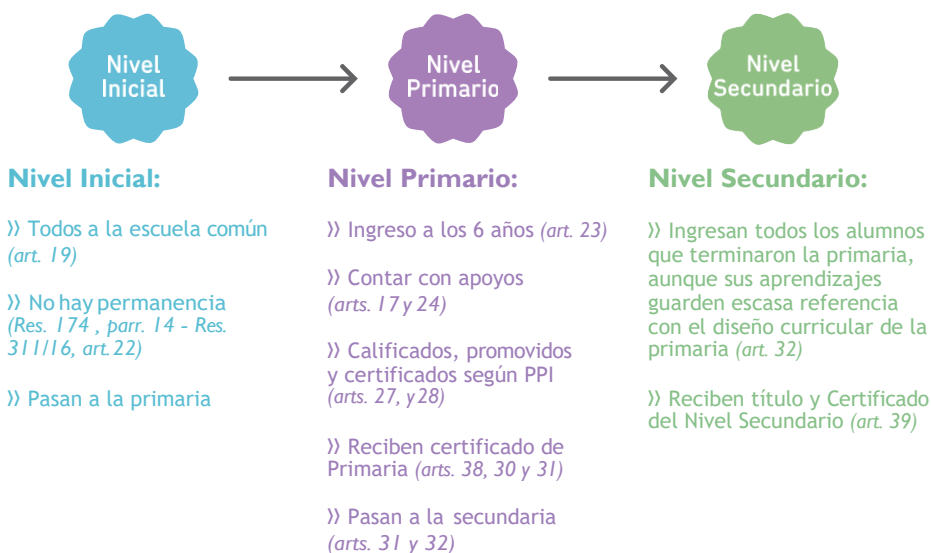 Nivel
Inicial
Nivel
Primario
Nivel
Secundario
Nivel Inicial:
⟩⟩ Todos a la escuela común
(art. 19)
⟩⟩ No hay permanencia
(Res. 174 , parr. 14 - Res.
311/16, art.22)
⟩⟩ Pasan a la primaria
Nivel Primario:
⟩⟩ Ingreso a los 6 años (art. 23)
⟩⟩ Contar con apoyos
(arts. 17 y 24)
⟩⟩ Calificados, promovidos
y certificados según PPI
(arts. 27, y 28)
⟩⟩ Reciben certificado de
Primaria (arts. 38, 30 y 31)
⟩⟩ Pasan a la secundaria
(arts. 31 y 32)
Nivel Secundario:
⟩⟩ Ingresan todos los alumnos
que terminaron la primaria,
aunque sus aprendizajes
guarden escasa referencia
con el diseño curricular de la
primaria (art. 32)
⟩⟩ Reciben título y Certificado
del Nivel Secundario (art. 39)